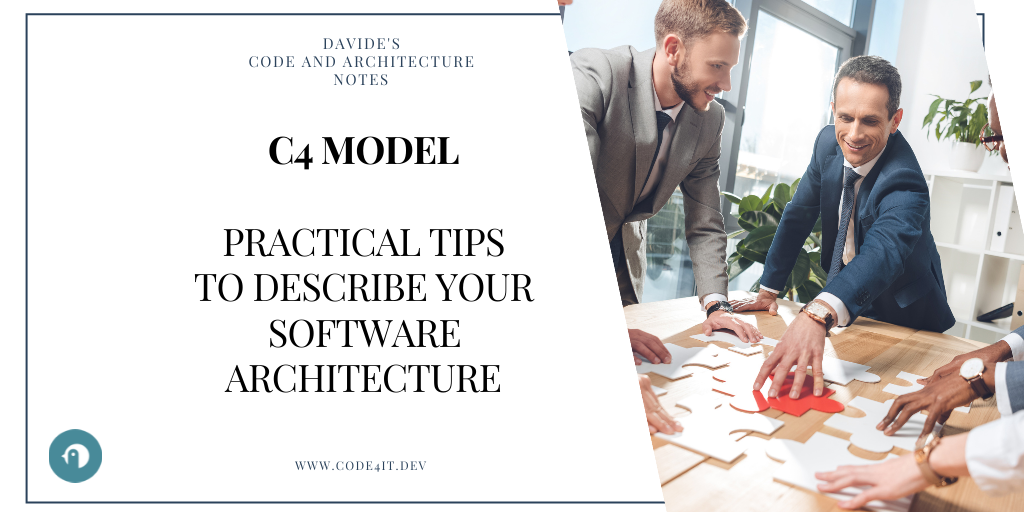 DAVIDE'S
CODE AND ARCHITECTURE
NOTES
C4 MODEL
PRACTICAL TIPS
TO DESCRIBE YOUR
SOFTWARE
ARCHITECTURE
WWW.CODE4IT.DEV